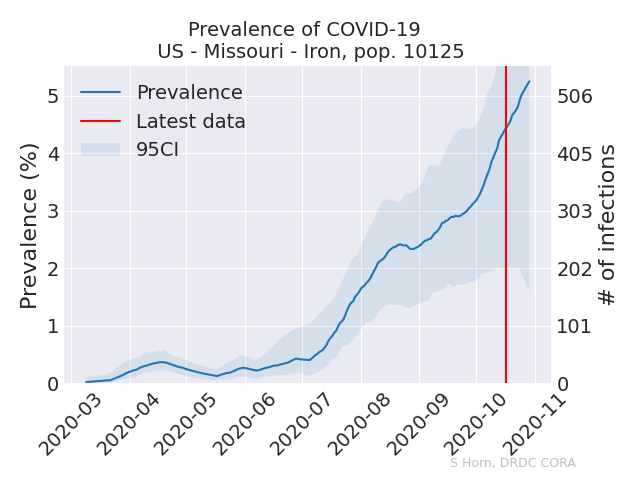 Prevalence of COVID-19
US - Missouri - Iron, pop. 10125
Prevalence
Latest data
95CI
Prevalence (%)
5
4
3
2
1
0
# of infections
506
405
303
202
101
0
2020-03
2020-04
2020-05
2020-06
2020-07
2020-08
2020-09
2020-10
2020-11
S Horn, DRDC CORA